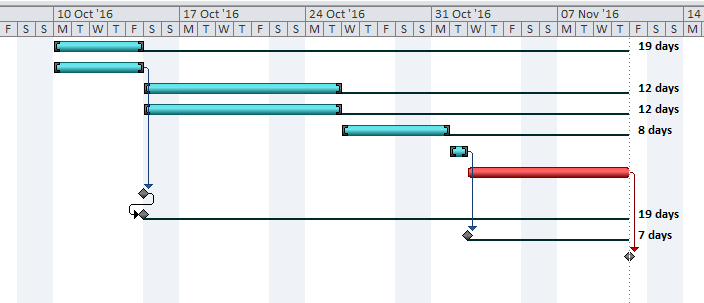 10 Oct '16 17 Oct '16 24 Oct '16 31 Oct '16 07 Nov '16 14
F S S M T W T F S S M T W T F S S M T W T F S S M T W T F S S M T W T F S S M
19 days
12 days
12 days
8 days
19 days
7 days